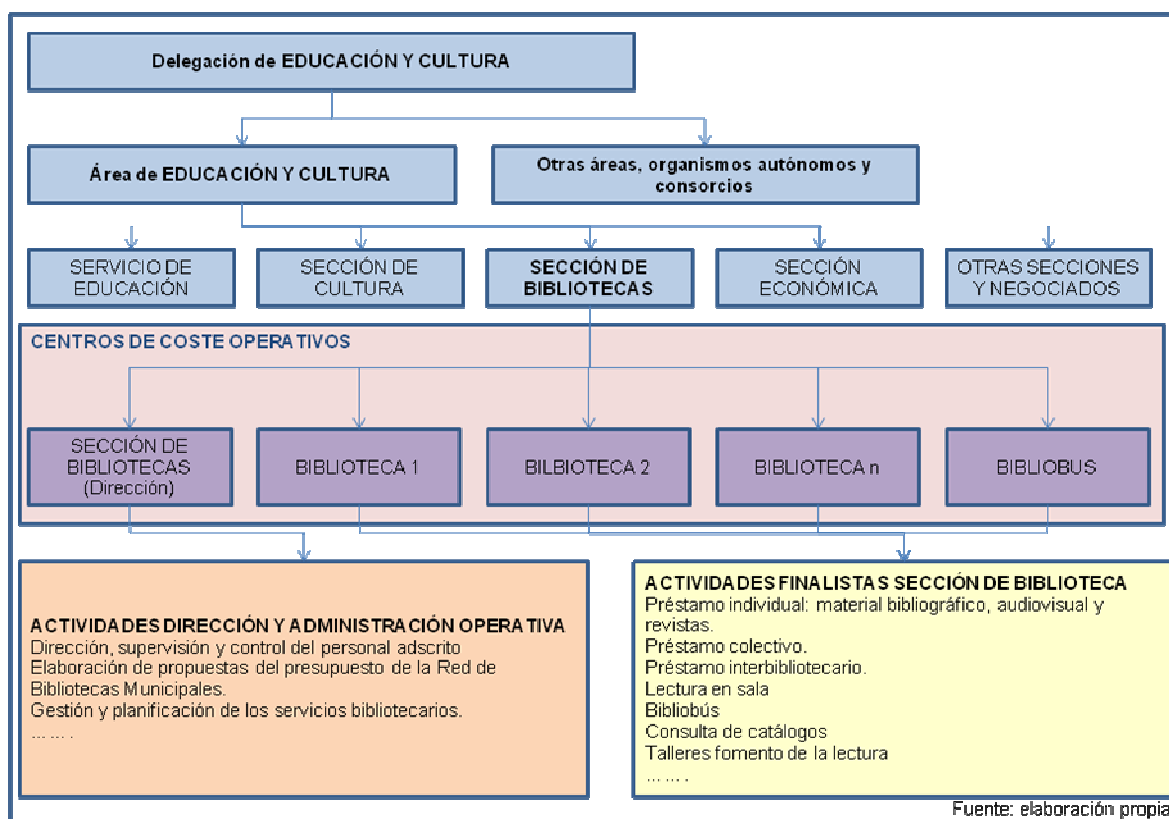 Delegación de EDUCACIÓN Y CULTURA
Área de EDUCACIÓN Y CULTURA
Otras áreas, organismos autónomos y
consorcios
SERVICIO DE
EDUCACIÓN
SECCIÓN DE
CULTURA
SECCIÓN DE
BIBLIOTECAS
SECCIÓN
ECONÓMICA
OTRAS SECCIONES
Y NEGOCIADOS
CENTROS DE COSTE OPERATIVOS
SECCIÓN DE
BIBLIOTECAS
(Dirección)
BIBLIOTECA 1
BILBIOTECA 2
BIBLIOTECA n
BIBLIOBUS
ACTIVIDADES DIRECCIÓN Y ADMINISTRACIÓN OPERATIVA
Dirección, supervisión y control del personal adscrito
Elaboración de propuestas del presupuesto de la Red de
Bibliotecas Municipales.
Gestión y planificación de los servicios bibliotecarios.
... ... .
ACTIVIDADES FINALISTAS SECCIÓN DE BIBLIOTECA
Préstamo individual: material bibliográfico, audiovisual y
revistas.
Préstamo colectivo.
Préstamo interbibliotecario.
Lectura en sala
Bibliobús
Consulta de catálogos
Talleres fomento de la lectura
... ... .
Fuente: elaboración propia